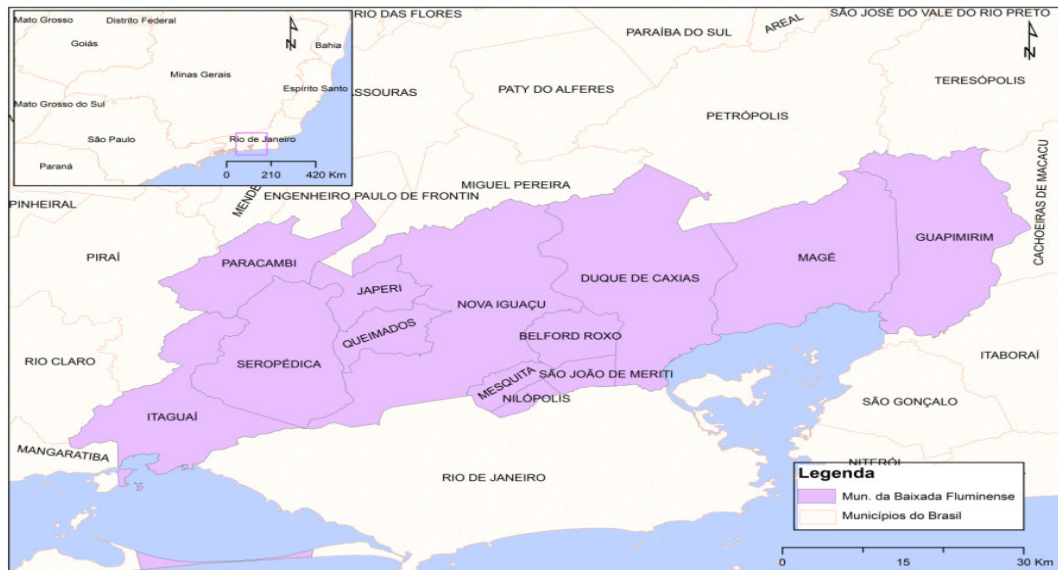 Mato Grosso
Distrito Federal
Goiás
Bahia
N
Minas Gerais
Espírito Santo
Mato Grosso do Sul
São Paulo
Rio de Janeiro
Paraná
0 210 420 Km
RIO DAS FLORES
AREAL
SÃO JOSÉ DO VALE DO RIO PRETO
PARAÍBA DO SUL
N
ASSOURAS
PATY DO ALFERES
TERESÓPOLIS
PETRÓPOLIS
MENDE
ENGENHEIRO PAULO DE FRONTIN
MIGUEL PEREIRA
PINHEIRAL
CACHOEIRAS DE MACACU
PIRAÍ
PARACAMBI
JAPERI
NOVA IGUAÇU
DUQUE DE CAXIAS
MAGÉ
GUAPIMIRIM
QUEIMADOS
BELFORD ROXO
RIO CLARO
SEROPÉDICA
MESQUITA
SÃO JOÃO DE MERITI
NILÓPOLIS
ITABORAÍ
ITAGUAÍ
SÃO GONÇALO
MANGARATIBA
RIO DE JANEIRO
NITERÓI
Legenda
Mun. da Baixada Fluminense
Municípios do Brasil
0 15 30 Km